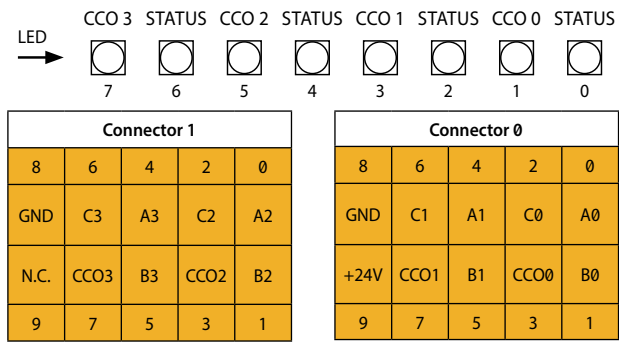 CCO 3 STATUS CCO 2 STATUS CCO 1 STATUS CCO 0 STATUS
LED
7 6 5 4 3 2 1 0
Connector 1
8 6 4 2 0
GND C3 A3 C2 A2
N.C. CCO3 B3 CCO2 B2
9 7 5 3 1
Connector 0
8 6 4 2 0
GND C1 A1 C0 A0
+24V CCO1 B1 CCO0 B0
9 7 5 3 1